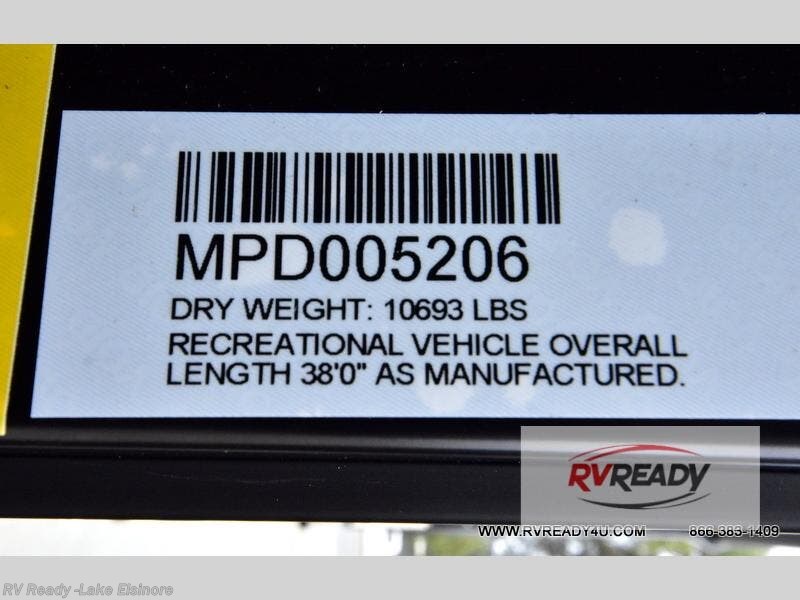 MPD005206
DRY WEIGHT: 10693 LBS
RECREATIONAL VEHICLE OVERALL
LENGTH 38'0" AS MANUFACTURED.
RVREADY
WWW.RVREADY4U.COM 866-383-1409
RV Ready -Lake Elsinore